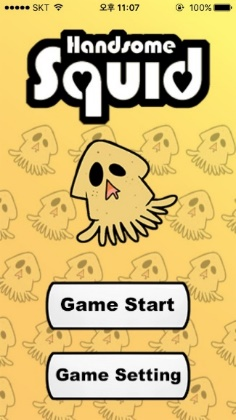 SKT 오후 11:07 100%
Handsome
Squid
Game Start
Game Setting